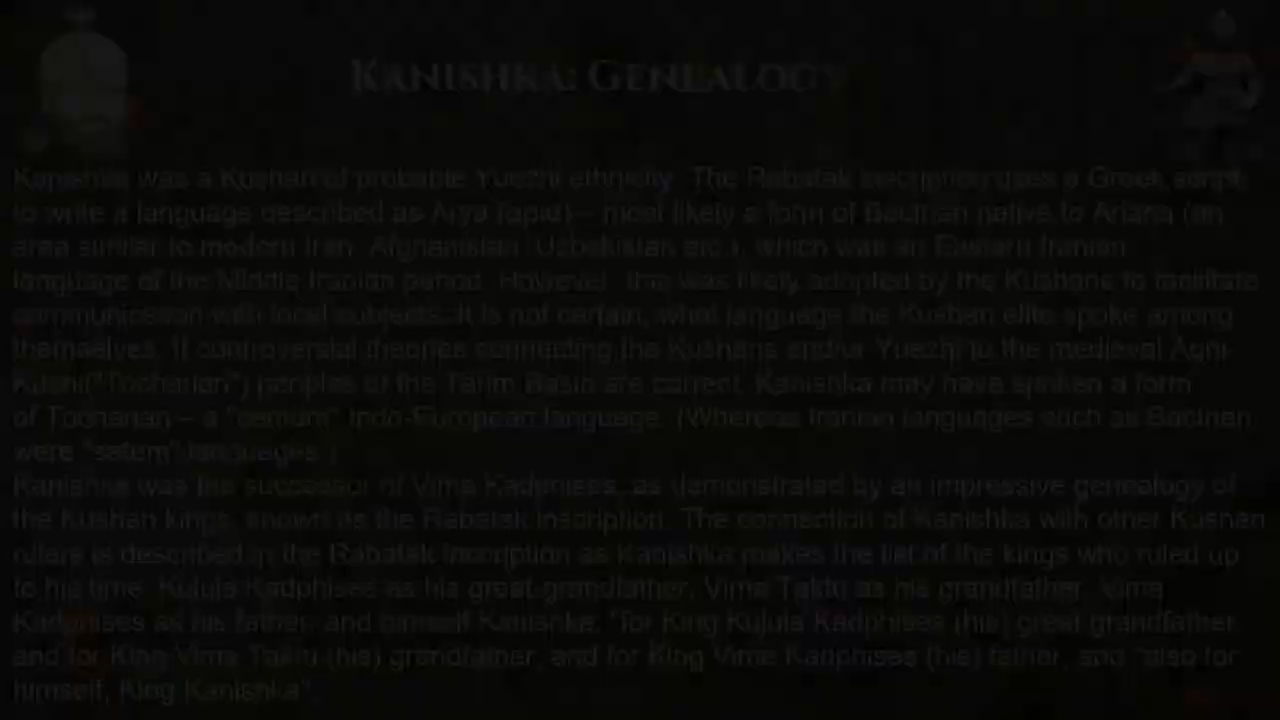 KANISHKA: GENEALOGY
Kanishka was a Kushan of probable Yuezhi ethnicity. The Rabatak inscription uses a Greek script,
to write a language described as Arya (αρια) – most likely a form of Bactrian native to Ariana (an
area similar to modern Iran, Afghanistan, Uzbekistan etc.), which was an Eastern Iranian
language of the Middle Iranian period. However, this was likely adopted by the Kushans to facilitate
communication with local subjects. It is not certain, what language the Kushan elite spoke among
themselves. If controversial theories connecting the Kushans and/or Yuezhi to the medieval Agni-
Kushi("Tocharian") peoples of the Tarim Basin are correct, Kanishka may have spoken a form
of Tocharian – a "centum" Indo-European language. (Whereas Iranian languages such as Bactrian
were "satem" languages.)
Kanishka was the successor of Vima Kadphises, as demonstrated by an impressive genealogy of
the Kushan kings, known as the Rabatak inscription. The connection of Kanishka with other Kushan
rulers is described in the Rabatak inscription as Kanishka makes the list of the kings who ruled up
to his time: Kujula Kadphises as his great-grandfather, Vima Taktu as his grandfather, Vima
Kadphises as his father, and himself Kanishka: "for King Kujula Kadphises (his) great grandfather,
and for King Vima Taktu (his) grandfather, and for King Vima Kadphises (his) father, and *also for
himself, King Kanishka".